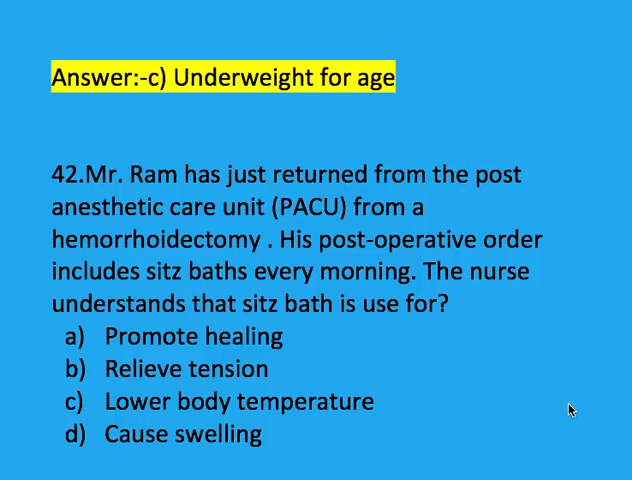 Answer:-c) Underweight for age
42.Mr. Ram has just returned from the post
anesthetic care unit (PACU) from a
hemorrhoidectomy . His post-operative order
includes sitz baths every morning. The nurse
understands that sitz bath is use for?
a) Promote healing
b) Relieve tension
c) Lower body temperature
d) Cause swelling